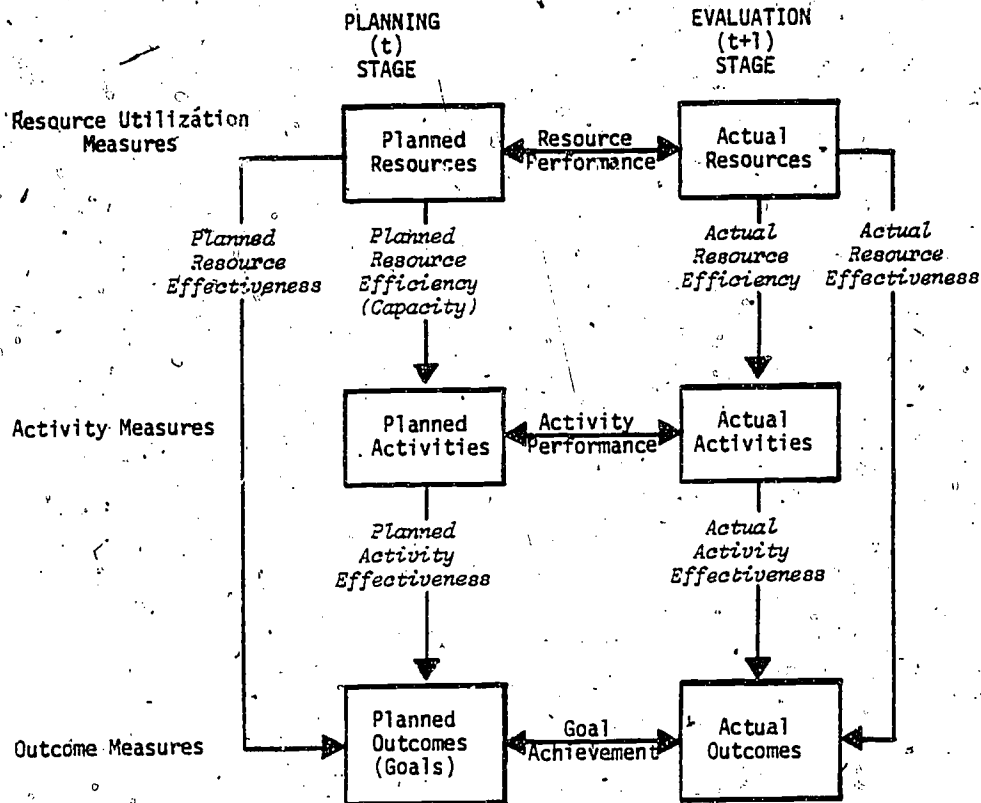 PLANNING
(t)
STAGE
EVALUATION
(t+1)
STAGE
Resource Utilization
Measures
Planned
Resources
Resource
Performance
Actual
Resources
Planned
Resource
Effectiveness
Planned
Resource
Efficiency
(Capacity)
Actual
Resource
Efficiency
Actual
Resource
Effectiveness
Activity Measures
Planned
Activities
Activity
Performance
Actual
Activities
Planned
Activity
Effectiveness
Actual
Activity
Effectiveness
Outcome Measures
Planned
Outcomes
(Goals)
Goal
Achievement
Actual
Outcomes